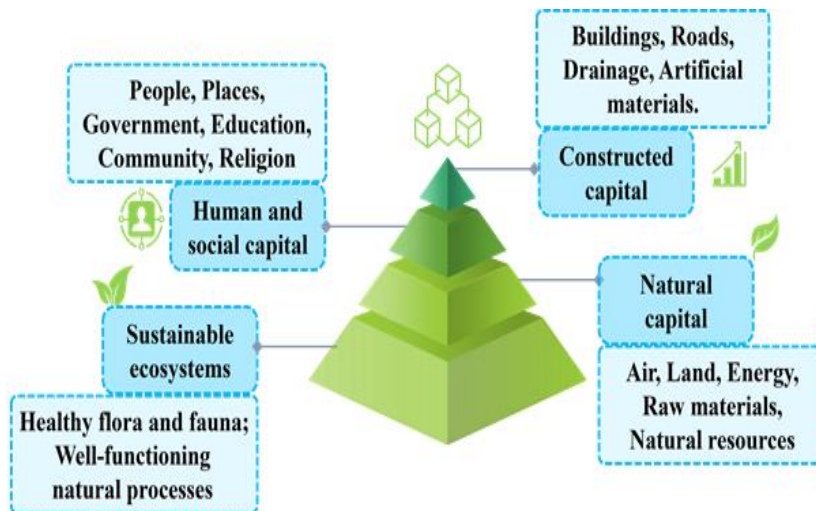 Buildings, Roads,
Drainage, Artificial
materials.
Constructed
capital
People, Places,
Government, Education,
Community, Religion
Human and
social capital
Natural
capital
Air, Land, Energy,
Raw materials,
Natural resources
Sustainable
ecosystems
Healthy flora and fauna;
Well-functioning
natural processes